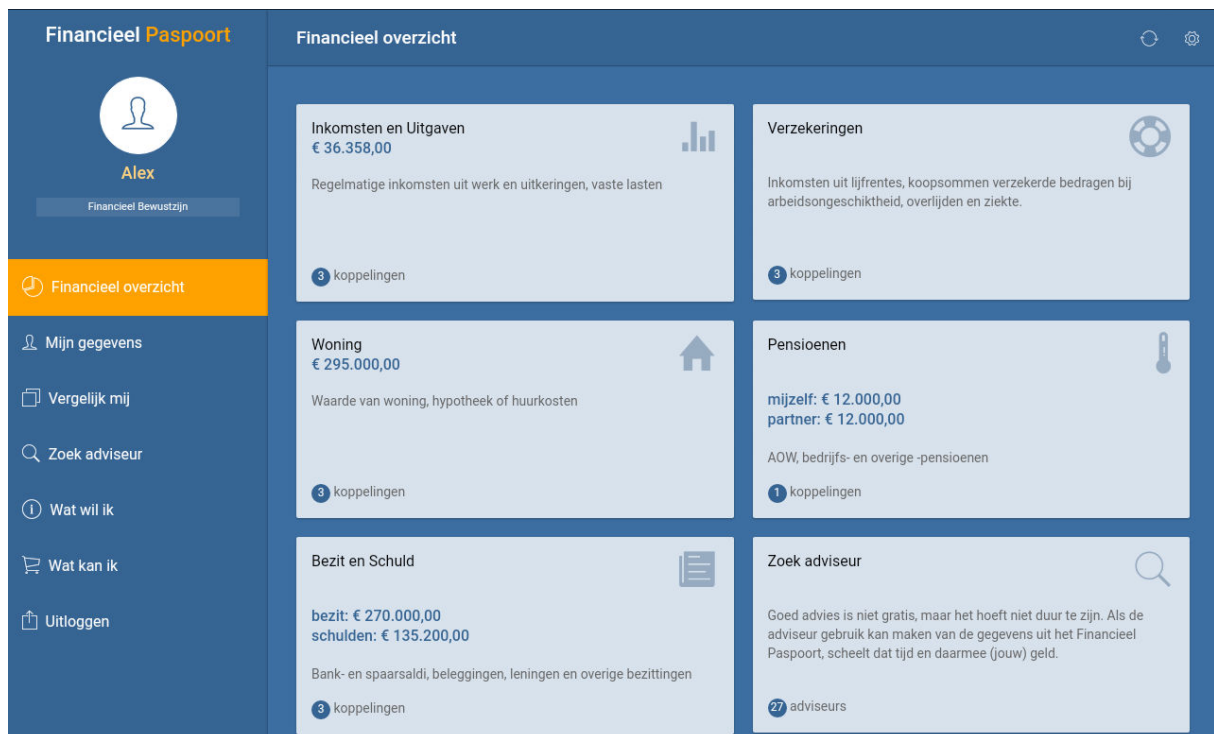 Financieel Paspoort
Alex
Financieel Bewustzijn
Financieel overzicht
Mijn gegevens
Vergelijk mij
Zoek adviseur
Wat wil ik
Wat kan ik
Uitloggen
Financieel overzicht
Inkomsten en Uitgaven
€ 36.358,00
Regelmatige inkomsten uit werk en uitkeringen, vaste lasten
3 koppelingen
Verzekeringen
Inkomsten uit lijfrentes, koopsommen verzekerde bedragen bij
arbeidsongeschiktheid, overlijden en ziekte.
3 koppelingen
Woning
€ 295.000,00
Waarde van woning, hypotheek of huurkosten
3 koppelingen
Pensioenen
mijzelf: € 12.000,00
partner: € 12.000,00
AOW, bedrijfs- en overige -pensioenen
1 koppelingen
Bezit en Schuld
bezit: € 270.000,00
schulden: € 135.200,00
Bank- en spaarsaldi, beleggingen, leningen en overige bezittingen
3 koppelingen
Zoek adviseur
Goed advies is niet gratis, maar het hoeft niet duur te zijn. Als de
adviseur gebruik kan maken van de gegevens uit het Financieel
Paspoort, scheelt dat tijd en daarmee (jouw) geld.
27 adviseurs